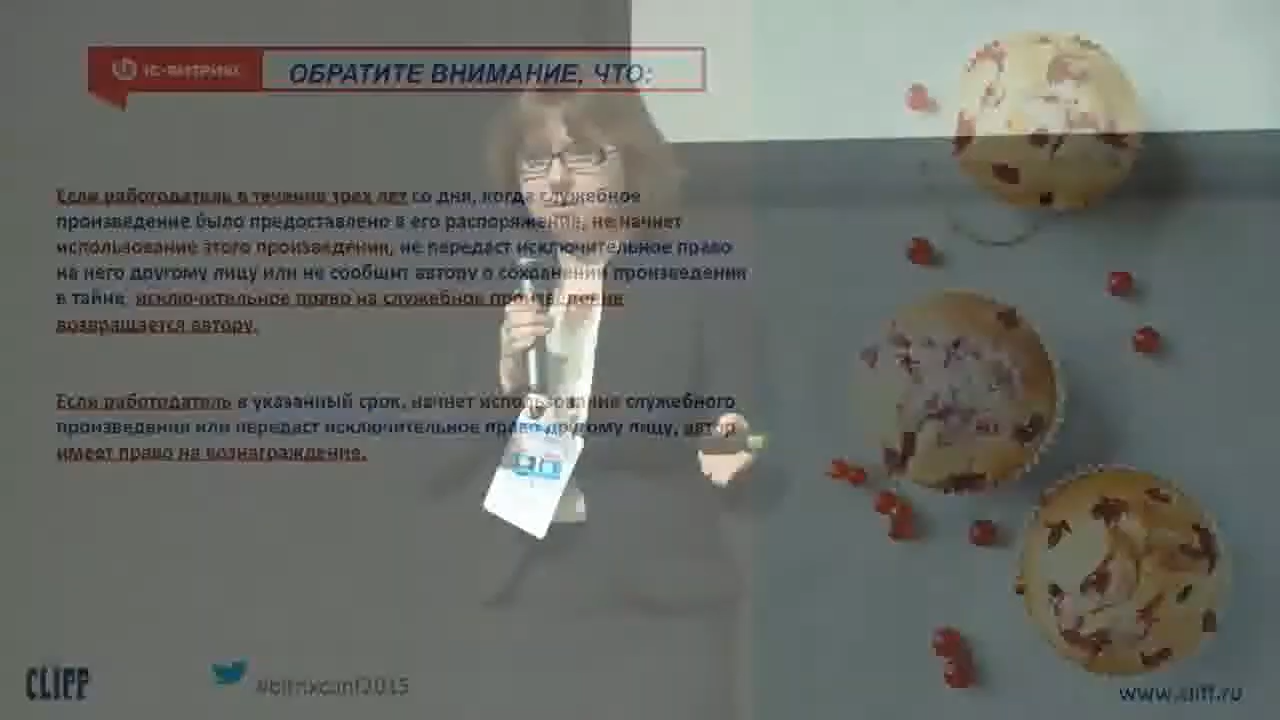 1С-БИТРИКС
ОБРАТИТЕ ВНИМАНИЕ, ЧТО:
Если работодатель в течение трех лет со дня, когда служебное
произведение было предоставлено в его распоряжение, не начнет
использование этого произведения, не передаст исключительное право
на него другому лицу или не сообщит автору о сохранении произведения
в тайне, исключительное право на служебное произведение
возвращается автору.
Если работодатель в указанный срок, начнет использование служебного
произведения или передаст исключительное право другому лицу, автор
имеет право на вознаграждение.
CLIFF
#bitrixconf2015
www.cliff.ru